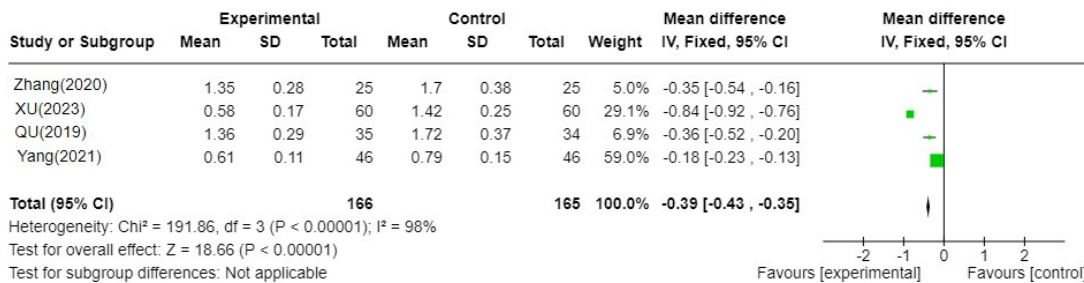 Experimental Control Mean difference Mean difference
Study or Subgroup Mean SD Total Mean SD Total Weight IV, Fixed, 95% CI IV, Fixed, 95% CI
Zhang(2020) 1.35 0.28 25 1.7 0.38 25 5.0% -0.35 [-0.54 , -0.16]
XU(2023) 0.58 0.17 60 1.42 0.25 60 29.1% -0.84 [-0.92 , -0.76]
QU(2019) 1.36 0.29 35 1.72 0.37 34 6.9% -0.36 [-0.52 , -0.20]
Yang(2021) 0.61 0.11 46 0.79 0.15 46 59.0% -0.18 [-0.23 , -0.13]
Total (95% CI) 166 165 100.0% -0.39 [-0.43 , -0.35]
Heterogeneity: Chi² = 191.86, df = 3 (P < 0.00001); I² = 98%
Test for overall effect: Z = 18.66 (P < 0.00001)
Test for subgroup differences: Not applicable
-2 -1 0 1 2
Favours [experimental] Favours [control]